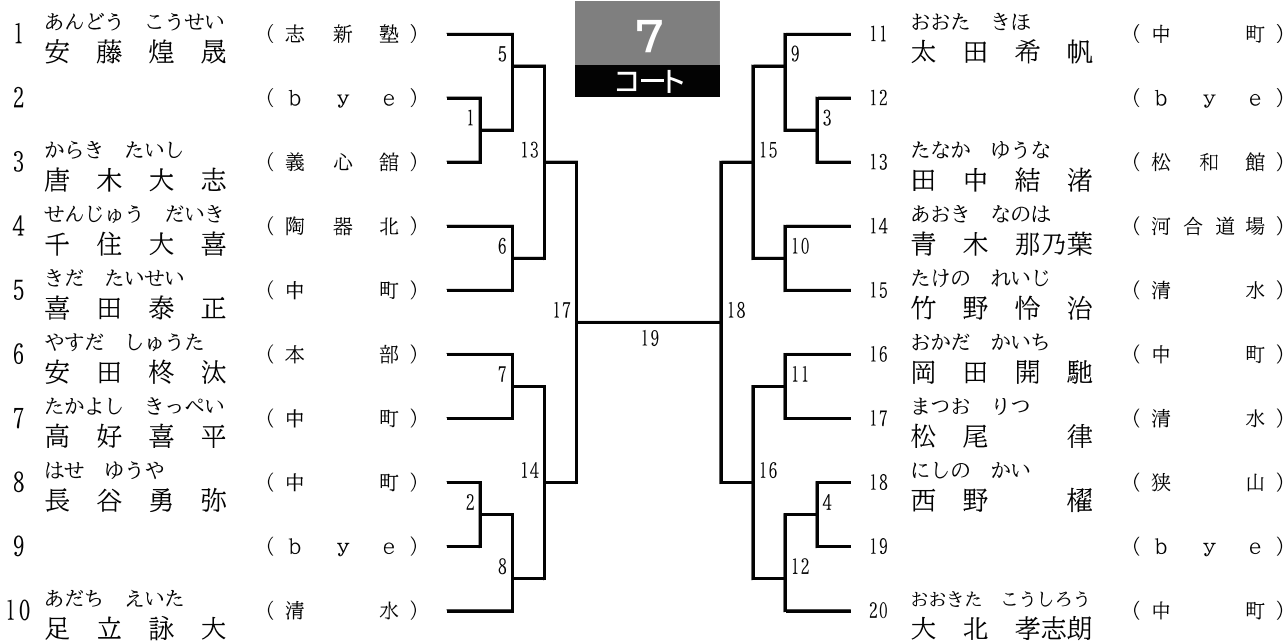 7
コート
1 あんどう こうせい
安藤煌晟 (志新塾)
2 (bye)
3 からき たいし
唐木大志 (義心舘)
4 せんじゅう だいき
千住大喜 (陶器北)
5 きだ たいせい
喜田泰正 (中町)
6 やすだ しゅうた
安田柊汰 (本部)
7 たかよし きっぺい
高好喜平 (中町)
8 はせ ゆうや
長谷勇弥 (中町)
9 (bye)
10 あだち えいた
足立詠大 (清水)
5
1
13
6
17
7
14
2
8
19
9
3
15
10
18
11
16
4
12
11 おおた きほ
太田希帆 (中町)
12 (bye)
13 たなか ゆうな
田中結渚 (松和館)
14 あおき なのは
青木那乃葉 (河合道場)
15 たけの れいじ
竹野怜治 (清水)
16 おかだ かいち
岡田開馳 (中町)
17 まつお りつ
松尾律 (清水)
18 にしの かい
西野櫂 (狭山)
19 (bye)
20 おおきた こうしろう
大北孝志朗 (中町)